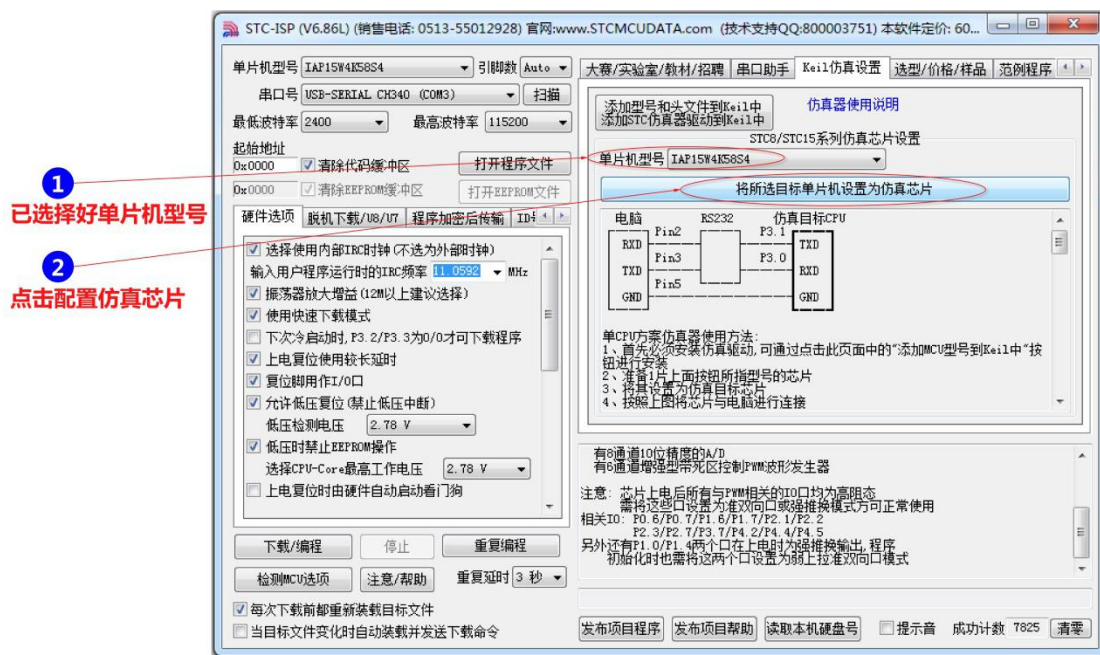 STC-ISP (V6.86L) (销售电话: 0513-55012928) 官网:www.STCMCUDATA.com (技术支持QQ:800003751) 本软件定价: 60...
单片机型号 IAP15W4K58S4 引脚数 Auto
串口号 USB-SERIAL CH340 (COM3) 扫描
最低波特率 2400 最高波特率 115200
起始地址
0x0000 清除代码缓冲区 打开程序文件
0x0000 清除EEPROM缓冲区 打开EEPROM文件
1
已选择好单片机型号
2
点击配置仿真芯片
硬件选项 脱机下载/U8/U7 程序加密后传输
选择使用内部IRC时钟(不选为外部时钟)
输入用户程序运行时的IRC频率 11.0592 MHz
振荡器放大增益(12M以上建议选择)
使用快速下载模式
下次冷启动时,P3.2/P3.3为0/0才可下载程序
上电复位使用较长延时
复位脚用作I/O口
允许低压复位(禁止低压中断)
低压检测电压 2.78 V
低压时禁止EEPROM操作
选择CPU-Core最高工作电压 2.78 V
上电复位时由硬件自动启动看门狗
下载/编程 停止 重复编程
检测MCU选项 注意/帮助 重复延时 3 秒
每次下载前都重新装载目标文件
当目标文件变化时自动装载并发送下载命令
大赛/实验室/教材/招聘 串口助手 Keil仿真设置 选型/价格/样品 范例程序
添加型号和头文件到Keil中
添加STC仿真器驱动到Keil中
仿真器使用说明
STC8/STC15系列仿真芯片设置
单片机型号 IAP15W4K58S4
将所选目标单片机设置为仿真芯片
电脑 RS232 仿真目标CPU
RXD Pin2 P3.1 TXD
TXD Pin3 P3.0 RXD
GND Pin5 GND
单CPU方案仿真器使用方法:
1、首先必须安装仿真驱动,可通过点击此页面中的“添加MCU型号到Keil中”按
钮进行安装
2、准备1片上面按钮所指型号的芯片
3、将其设置为仿真目标芯片
4、按照上图将芯片与电脑进行连接
有8通道10位精度的A/D
有6通道增强型带死区控制PWM波形发生器
注意: 芯片上电后所有与PWM相关的IO口均为高阻态
需将这些口设置为准双向口或强推挽模式方可正常使用
相关IO: P0.6/P0.7/P1.6/P1.7/P2.1/P2.2
P2.3/P2.7/P3.7/P4.2/P4.4/P4.5
另外还有P1.0/P1.4两个口在上电时为强推挽输出,程序
初始化时也需将这两个口设置为弱上拉准双向口模式
发布项目程序 发布项目帮助 读取本机硬盘号 提示音 成功计数 7825 清零